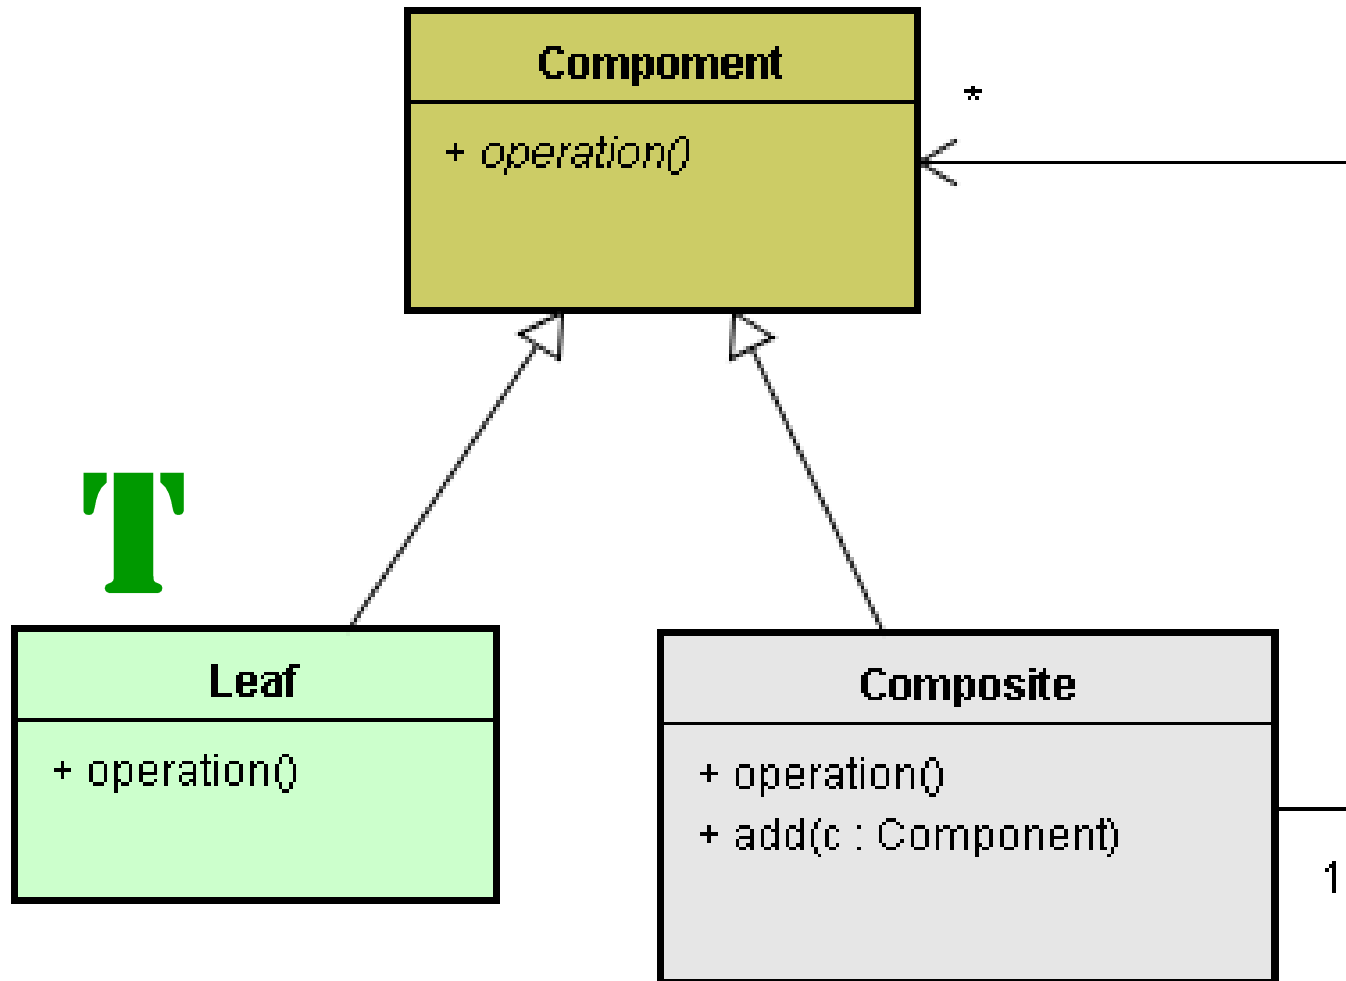 Compoment
*
+ operation()
T
Leaf
Composite
+ operation()
+ operation()
+ add(c : Component)
1